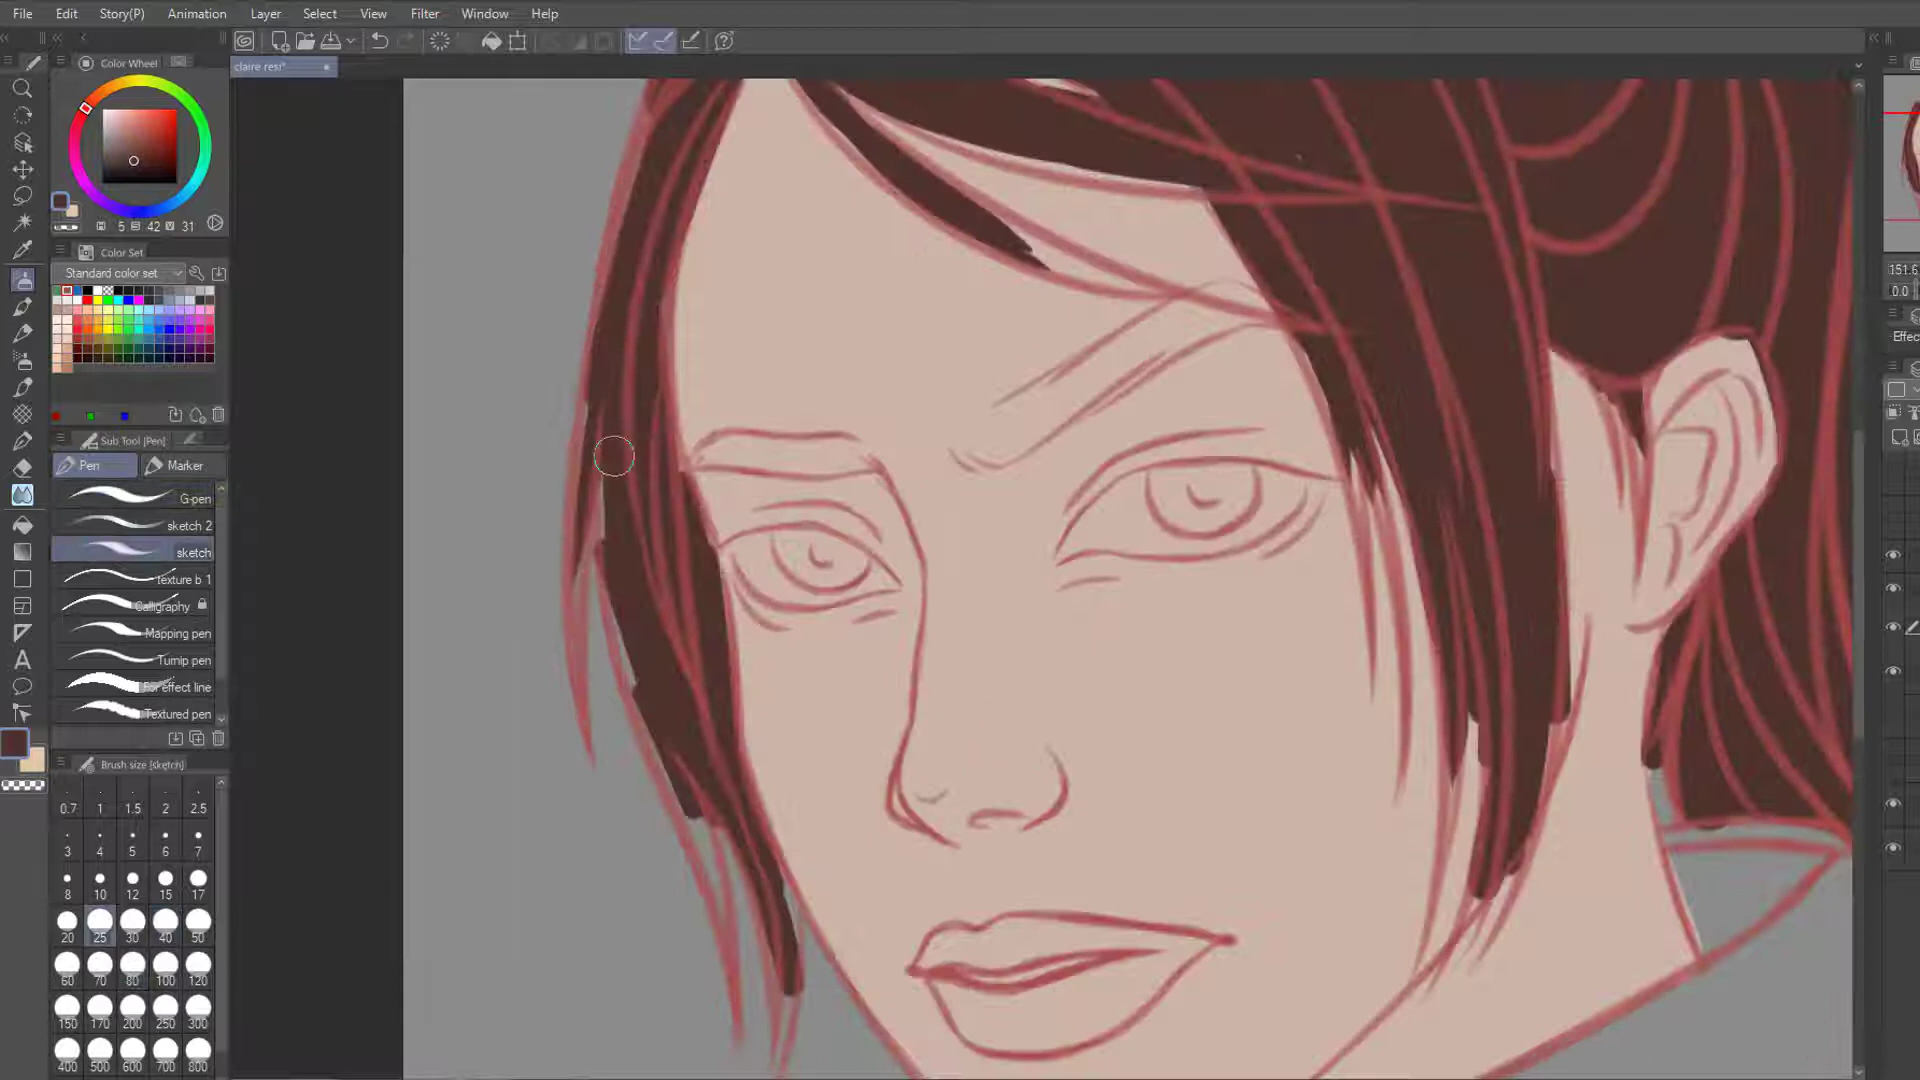 File Edit Story(P) Animation Layer Select View Filter Window Help
claire resi*
Color Wheel
H 5 S 42 V 31
Color Set
Standard color set
Sub Tool [Pen]
Pen Marker
G-pen
sketch 2
sketch
texture b 1
Calligraphy
Mapping pen
Turnip pen
For effect line
Textured pen
Brush size [sketch]
0.7 1 1.5 2 2.5
3 4 5 6 7
8 10 12 15 17
20 25 30 40 50
60 70 80 100 120
150 170 200 250 300
400 500 600 700 800
151.6
0.0
Effec